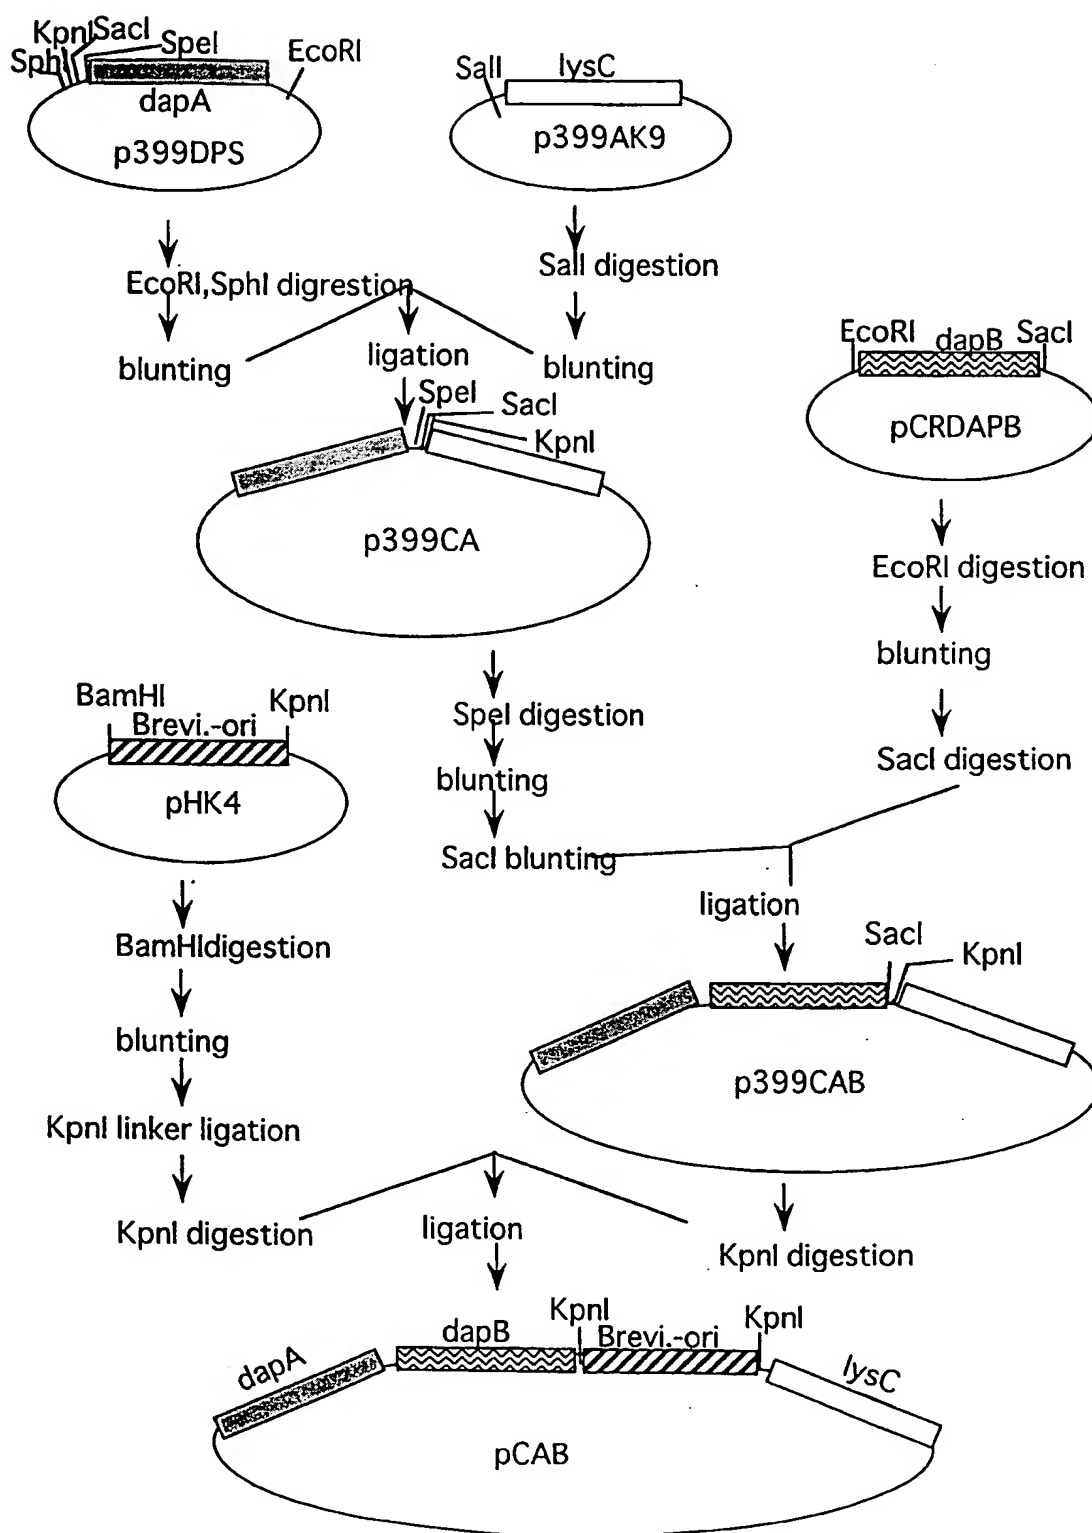 KpnI
SacI
SphI
SpeI
EcoRI
dapA
p399DPS
SalI
lysC
p399AK9
EcoRI,SphI digrestion
SalI digestion
blunting
ligation
blunting
EcoRI
dapB
SacI
pCRDAPB
SpeI
SacI
KpnI
p399CA
EcoRI digestion
blunting
SacI digestion
BamHI
Brevi.-ori
KpnI
pHK4
SpeI digestion
blunting
SacI blunting
ligation
BamHIdigestion
blunting
KpnI linker ligation
KpnI digestion
SacI
KpnI
p399CAB
ligation
KpnI digestion
dapA
dapB
KpnI
Brevi.-ori
KpnI
lysC
pCAB